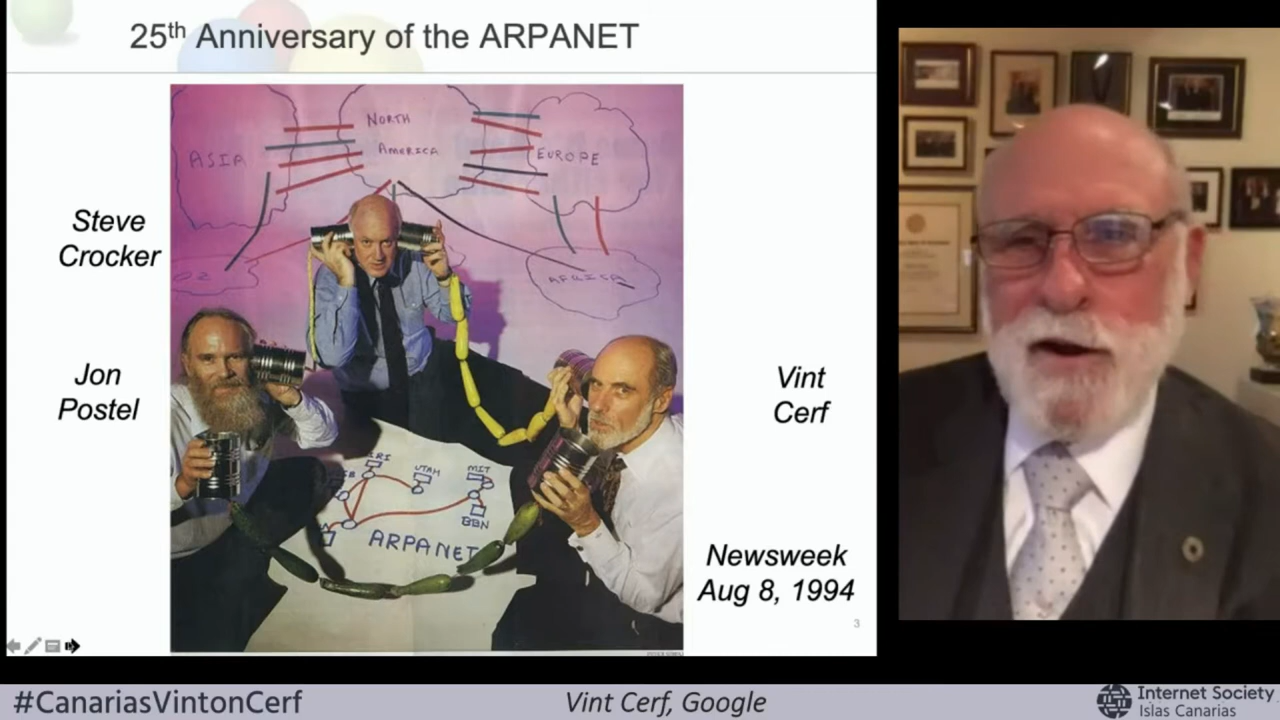 25th Anniversary of the ARPANET
NORTH
AMERICA
ASIA
EUROPE
OZ
AFRICA
Steve
Crocker
Jon
Postel
Vint
Cerf
UTAH
MIT
BBN
ARPANET
Newsweek
Aug 8, 1994
3
#CanariasVintonCerf
Vint Cerf, Google
Internet Society
Islas Canarias